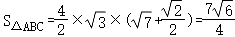 S△ABC = 4/2 × √3 × (√7 + √2/2) = 7√6/4